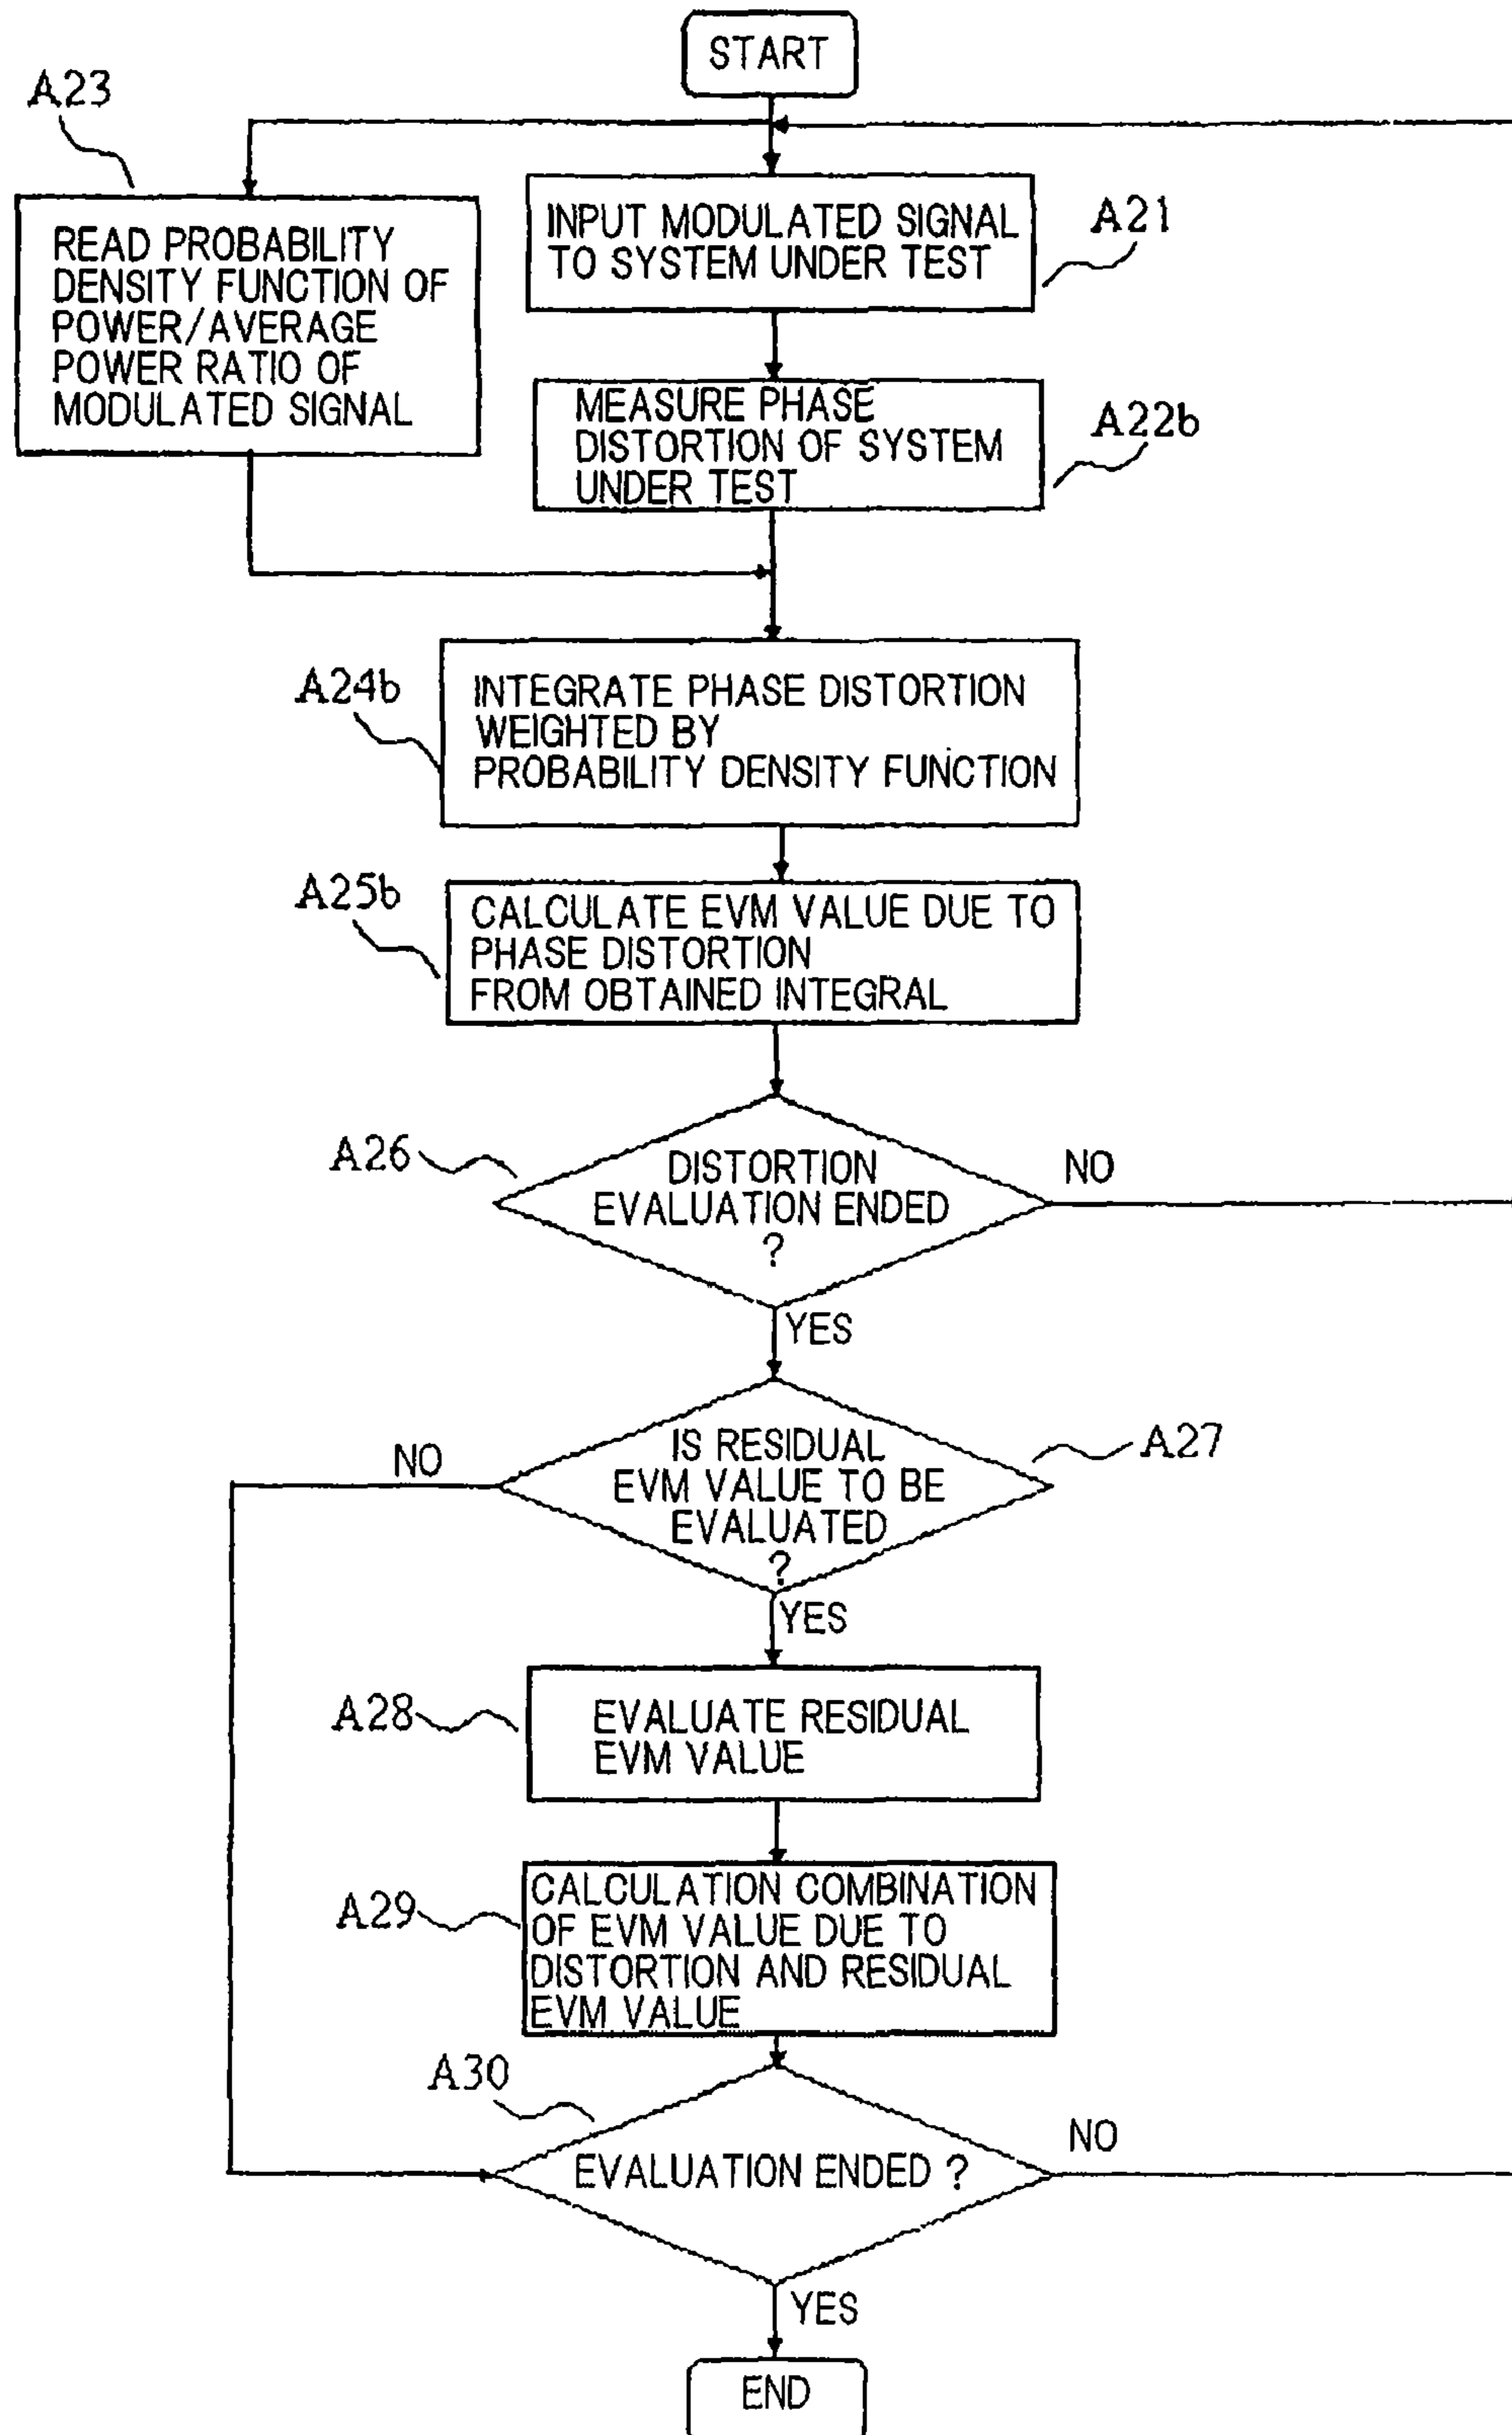 START
A23
READ PROBABILITY
DENSITY FUNCTION OF
POWER/AVERAGE
POWER RATIO OF
MODULATED SIGNAL
INPUT MODULATED SIGNAL
TO SYSTEM UNDER TEST
A21
MEASURE PHASE
DISTORTION OF SYSTEM
UNDER TEST
A22b
A24b
INTEGRATE PHASE DISTORTION
WEIGHTED BY
PROBABILITY DENSITY FUNCTION
A25b
CALCULATE EVM VALUE DUE TO
PHASE DISTORTION
FROM OBTAINED INTEGRAL
A26
DISTORTION
EVALUATION ENDED
?
NO
YES
IS RESIDUAL
EVM VALUE TO BE
EVALUATED
?
A27
NO
YES
A28
EVALUATE RESIDUAL
EVM VALUE
A29
CALCULATION COMBINATION
OF EVM VALUE DUE TO
DISTORTION AND RESIDUAL
EVM VALUE
A30
EVALUATION ENDED ?
NO
YES
END